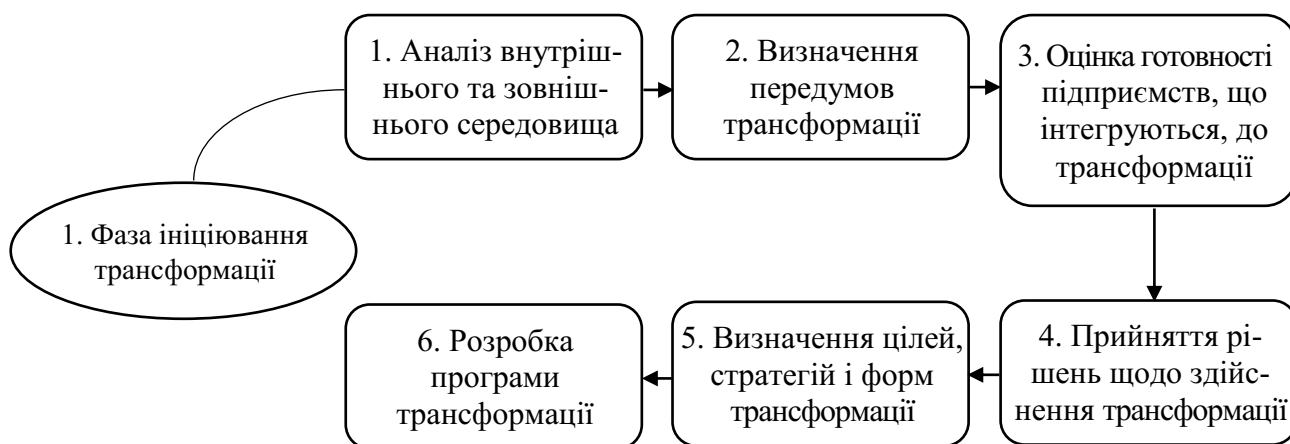 1. Аналіз внутріш-
нього та зовніш-
нього середовища
2. Визначення
передумов
трансформації
3. Оцінка готовності
підприємств, що
інтегруються, до
трансформації
1. Фаза ініціювання
трансформації
4. Прийняття рі-
шень щодо здійс-
нення трансформації
5. Визначення цілей,
стратегій і форм
трансформації
6. Розробка
програми
трансформації